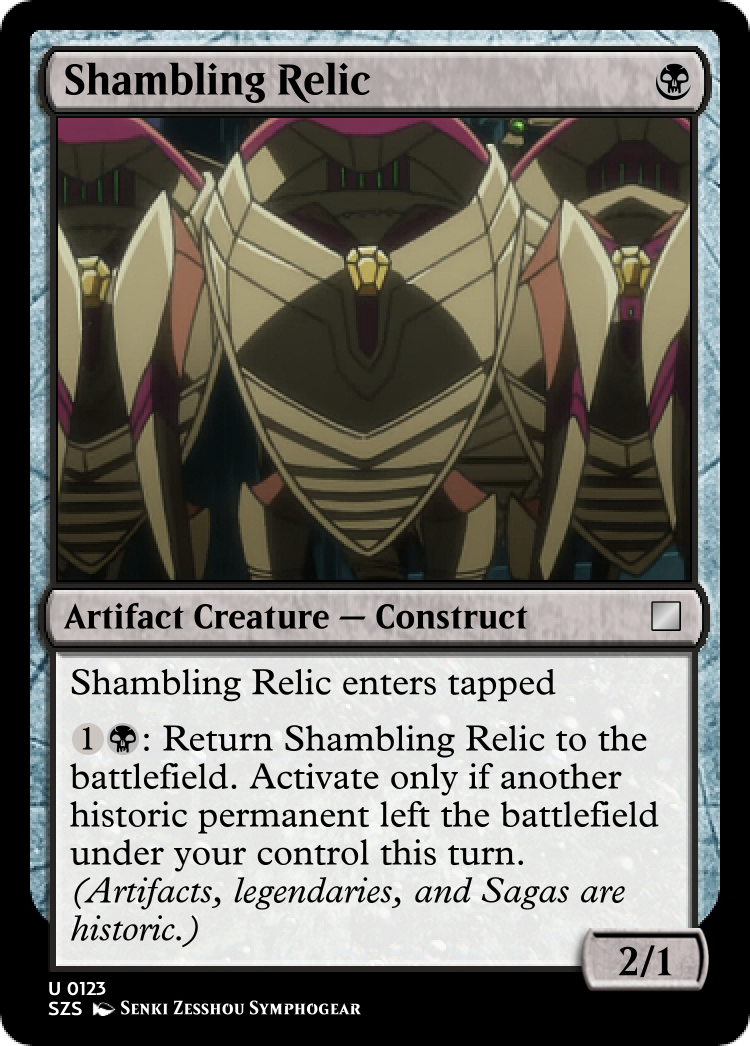 Shambling Relic
Artifact Creature — Construct
Shambling Relic enters tapped
1: Return Shambling Relic to the
battlefield. Activate only if another
historic permanent left the battlefield
under your control this turn.
(Artifacts, legendaries, and Sagas are
historic.)
2/1
U 0123
SZS Senki Zesshou Symphogear